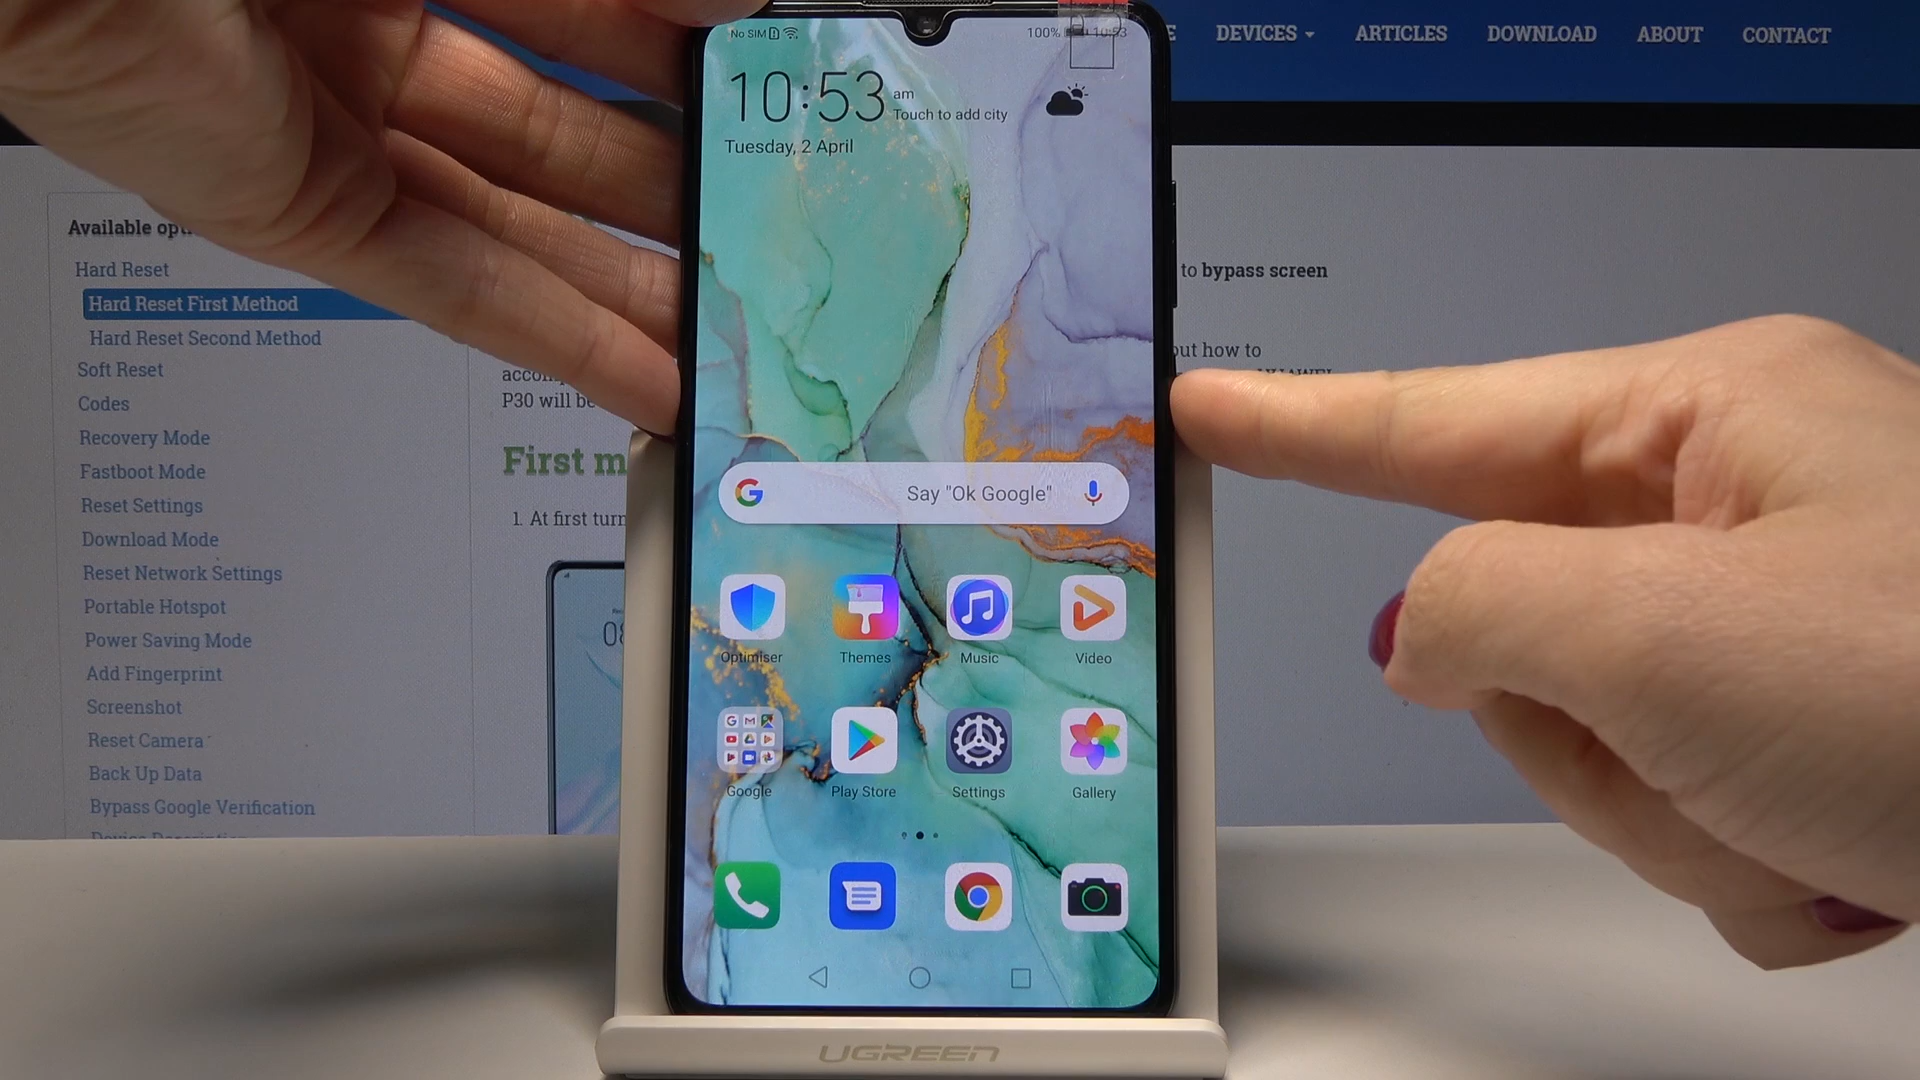 DEVICES
ARTICLES
DOWNLOAD
ABOUT
CONTACT
No SIM
100%
10:53
10:53
am
Touch to add city
Tuesday, 2 April
Available
Hard Reset
Hard Reset First Method
Hard Reset Second Method
Soft Reset
Codes
Recovery Mode
Fastboot Mode
Reset Settings
Download Mode
Reset Network Settings
Portable Hotspot
Power Saving Mode
Add Fingerprint
Screenshot
Reset Camera
Back Up Data
Bypass Google Verification
to bypass screen
how to
P30 will be
First
1. At first turn
Say "Ok Google"
Optimiser
Themes
Music
Video
Google
Play Store
Settings
Gallery
UGREEN